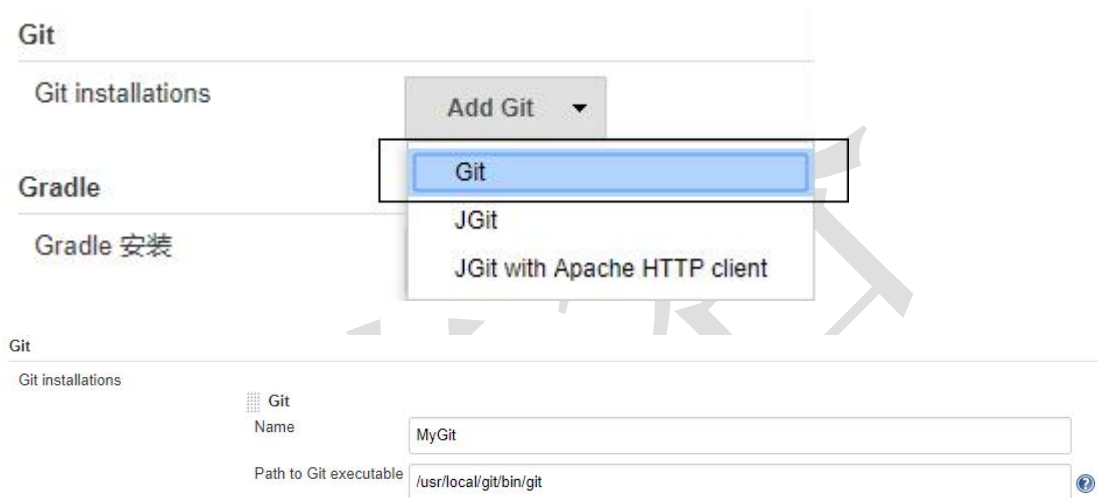 Git
Git installations
Add Git
Git
Gradle
JGit
Gradle 安装
JGit with Apache HTTP client
Git
Git installations
Git
Name
MyGit
Path to Git executable
/usr/local/git/bin/git